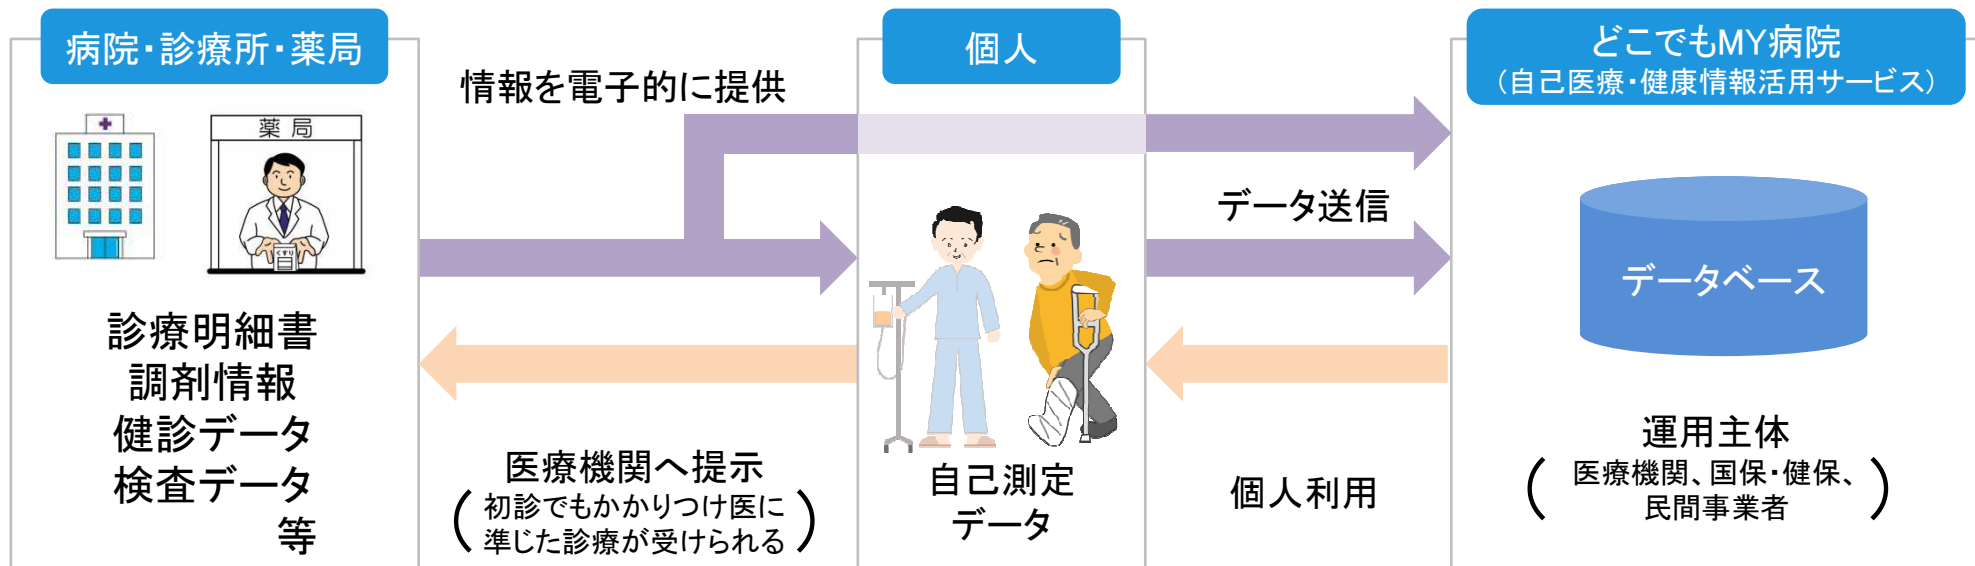 病院・診療所・薬局
薬局
くすり
診療明細書
調剤情報
健診データ
検査データ
等
情報を電子的に提供
医療機関へ提示
(初診でもかかりつけ医に
準じた診療が受けられる)
個人
自己測定
データ
データ送信
個人利用
どこでもMY病院
(自己医療・健康情報活用サービス)
データベース
運用主体
(医療機関、国保・健保、
民間事業者)